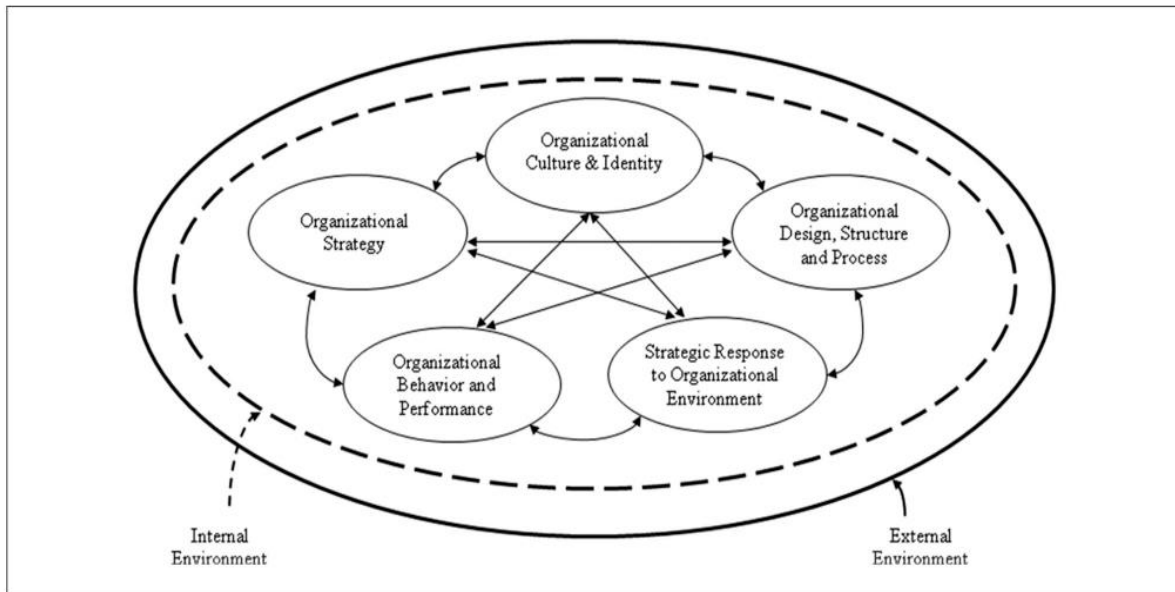 Organizational
Culture & Identity
Organizational
Strategy
Organizational
Design, Structure
and Process
Organizational
Behavior and
Performance
Strategic Response
to Organizational
Environment
Internal
Environment
External
Environment